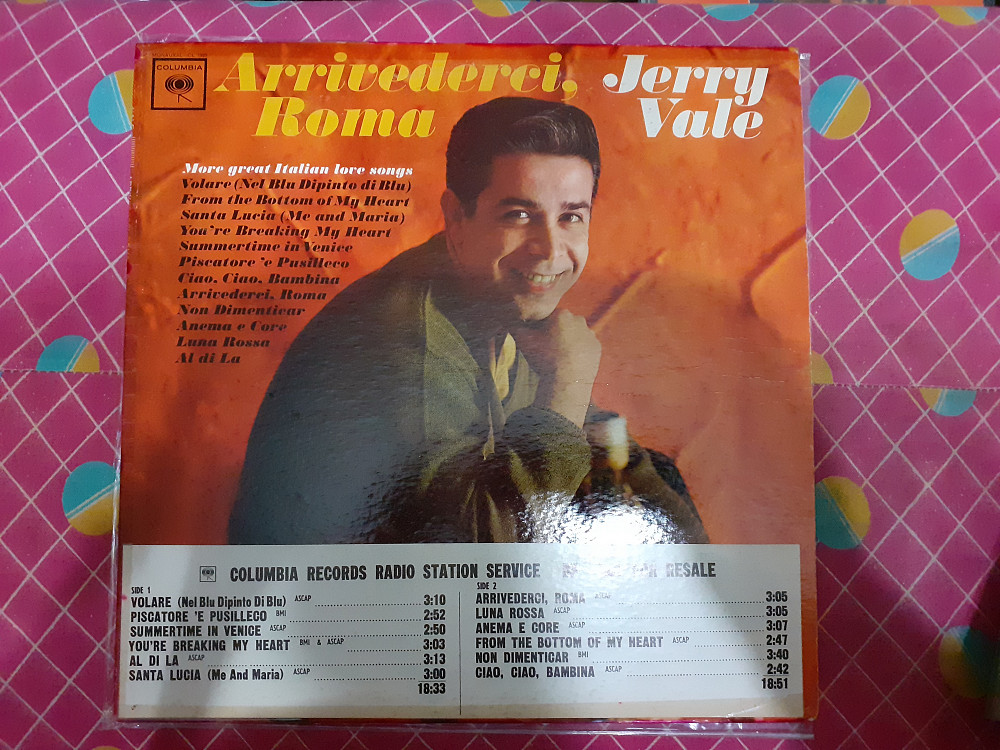 COLUMBIA
Arrivederci,
Roma
Jerry
Vale
More great Italian love songs
Volare (Nel Blu Dipinto di Blu)
From the Bottom of My Heart
Santa Lucia (Me and Maria)
You're Breaking My Heart
Summertime in Venice
Piscatore 'e Pusilleco
Ciao, Ciao, Bambina
Arrivederci, Roma
Non Dimenticar
Anema e Core
Luna Rossa
Al di La
COLUMBIA RECORDS RADIO STATION SERVICE RESALE
SIDE 1
VOLARE (Nel Blu Dipinto Di Blu) ASCAP 3:10
PISCATORE 'E PUSILLECO BMI 2:52
SUMMERTIME IN VENICE ASCAP 2:50
YOU'RE BREAKING MY HEART BMI & ASCAP 3:03
AL DI LA ASCAP 3:13
SANTA LUCIA (Me And Maria) ASCAP 3:00
18:33
SIDE 2
ARRIVEDERCI, ROMA ASCAP 3:05
LUNA ROSSA ASCAP 3:05
ANEMA E CORE ASCAP 3:07
FROM THE BOTTOM OF MY HEART ASCAP 2:47
NON DIMENTICAR BMI 3:40
CIAO, CIAO, BAMBINA ASCAP 2:42
18:51